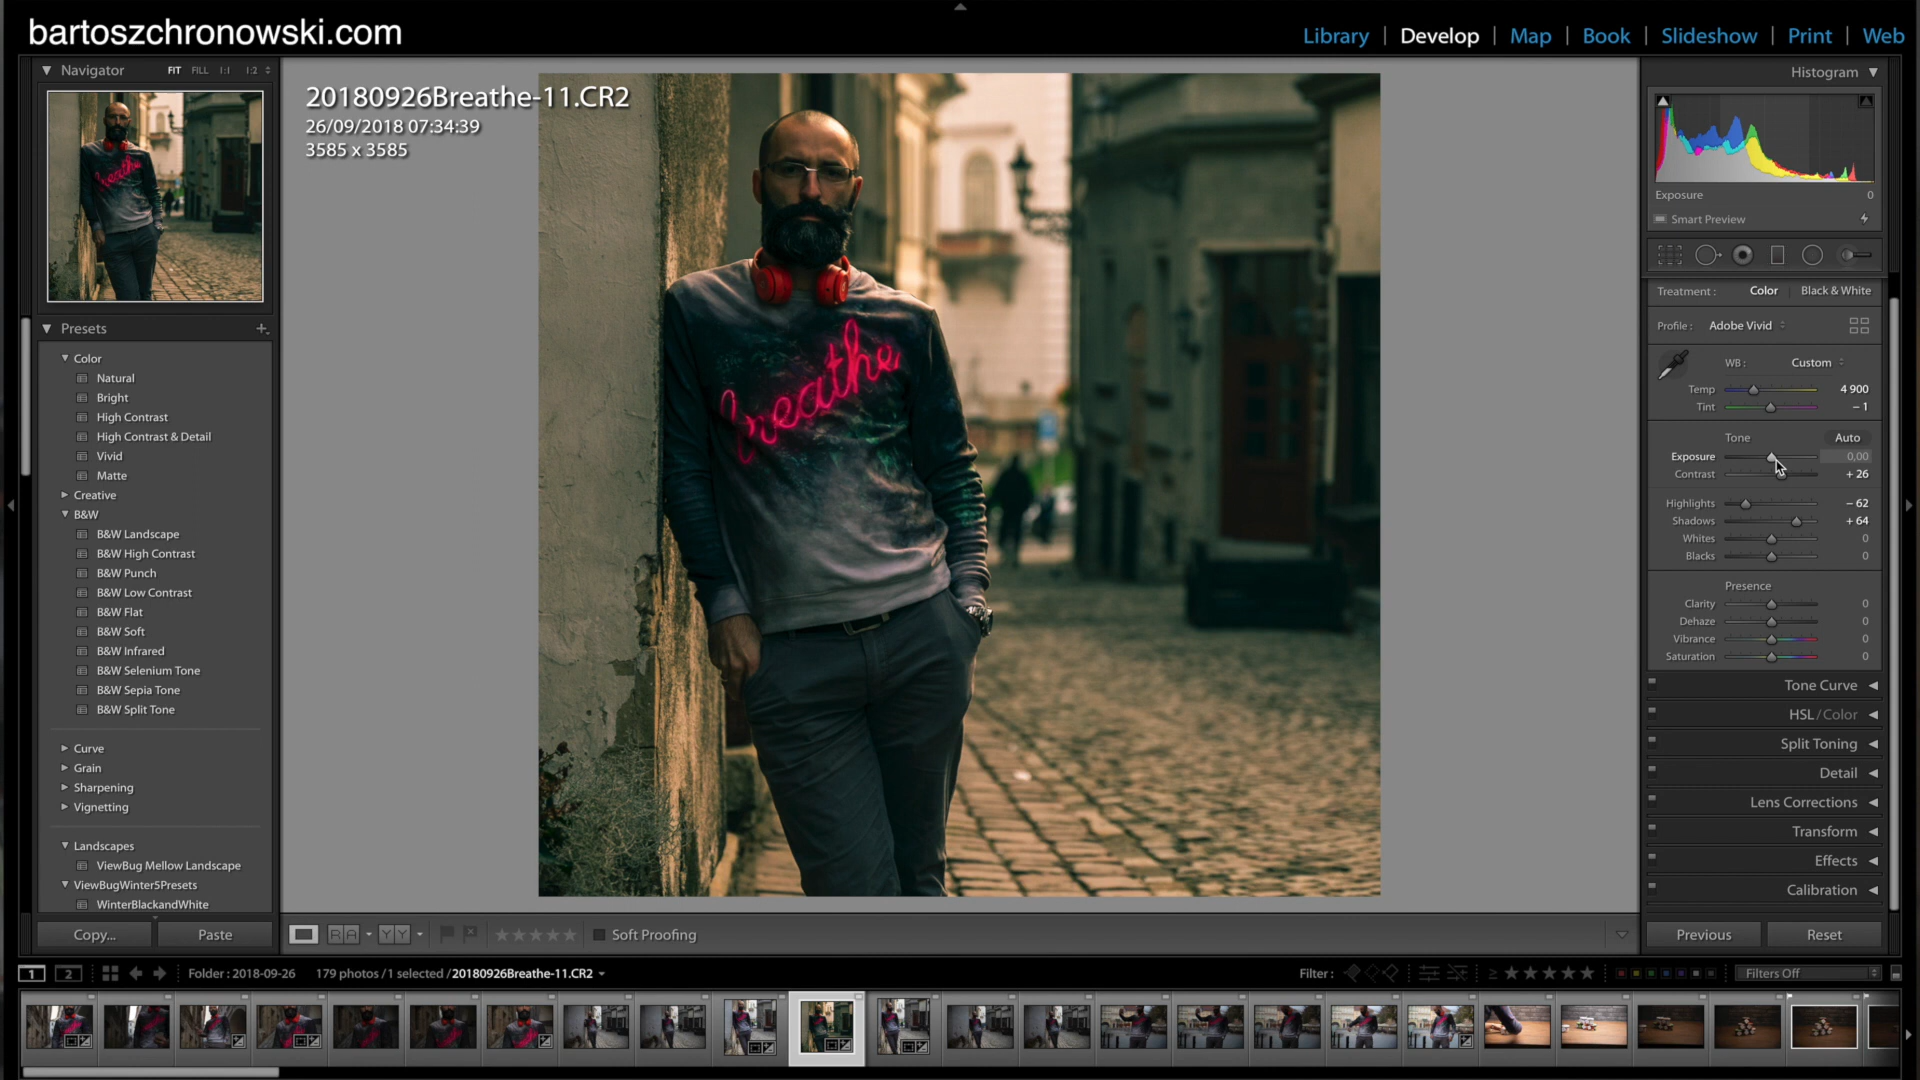 bartoszchronowski.com
Library | Develop | Map | Book | Slideshow | Print | Web
Navigator FIT FILL 1:1 1:2
20180926Breathe-11.CR2
26/09/2018 07:34:39
3585 x 3585
breathe
Presets
Color
Natural
Bright
High Contrast
High Contrast & Detail
Vivid
Matte
Creative
B&W
B&W Landscape
B&W High Contrast
B&W Punch
B&W Low Contrast
B&W Flat
B&W Soft
B&W Infrared
B&W Selenium Tone
B&W Sepia Tone
B&W Split Tone
Curve
Grain
Sharpening
Vignetting
Landscapes
ViewBug Mellow Landscape
ViewBugWinter5Presets
WinterBlackandWhite
Copy... Paste
Histogram
Exposure 0
Smart Preview
Treatment : Color Black & White
Profile : Adobe Vivid
WB : Custom
Temp 4 900
Tint – 1
Tone Auto
Exposure 0,00
Contrast + 26
Highlights – 62
Shadows + 64
Whites 0
Blacks 0
Presence
Clarity 0
Dehaze 0
Vibrance 0
Saturation 0
Tone Curve
HSL / Color
Split Toning
Detail
Lens Corrections
Transform
Effects
Calibration
Previous Reset
R A Y Y Soft Proofing
1 2 Folder : 2018-09-26 179 photos / 1 selected / 20180926Breathe-11.CR2 Filter : ≥ Filters Off